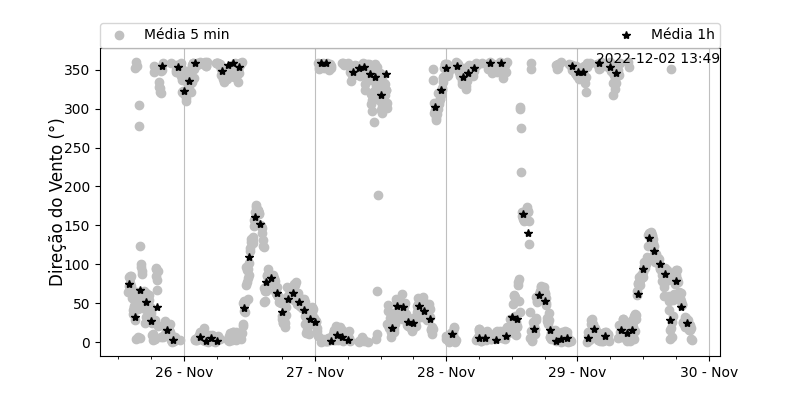 Média 5 min
Média 1h
2022-12-02 13:49
Direção do Vento (°)
350
300
250
200
150
100
50
0
26 - Nov
27 - Nov
28 - Nov
29 - Nov
30 - Nov